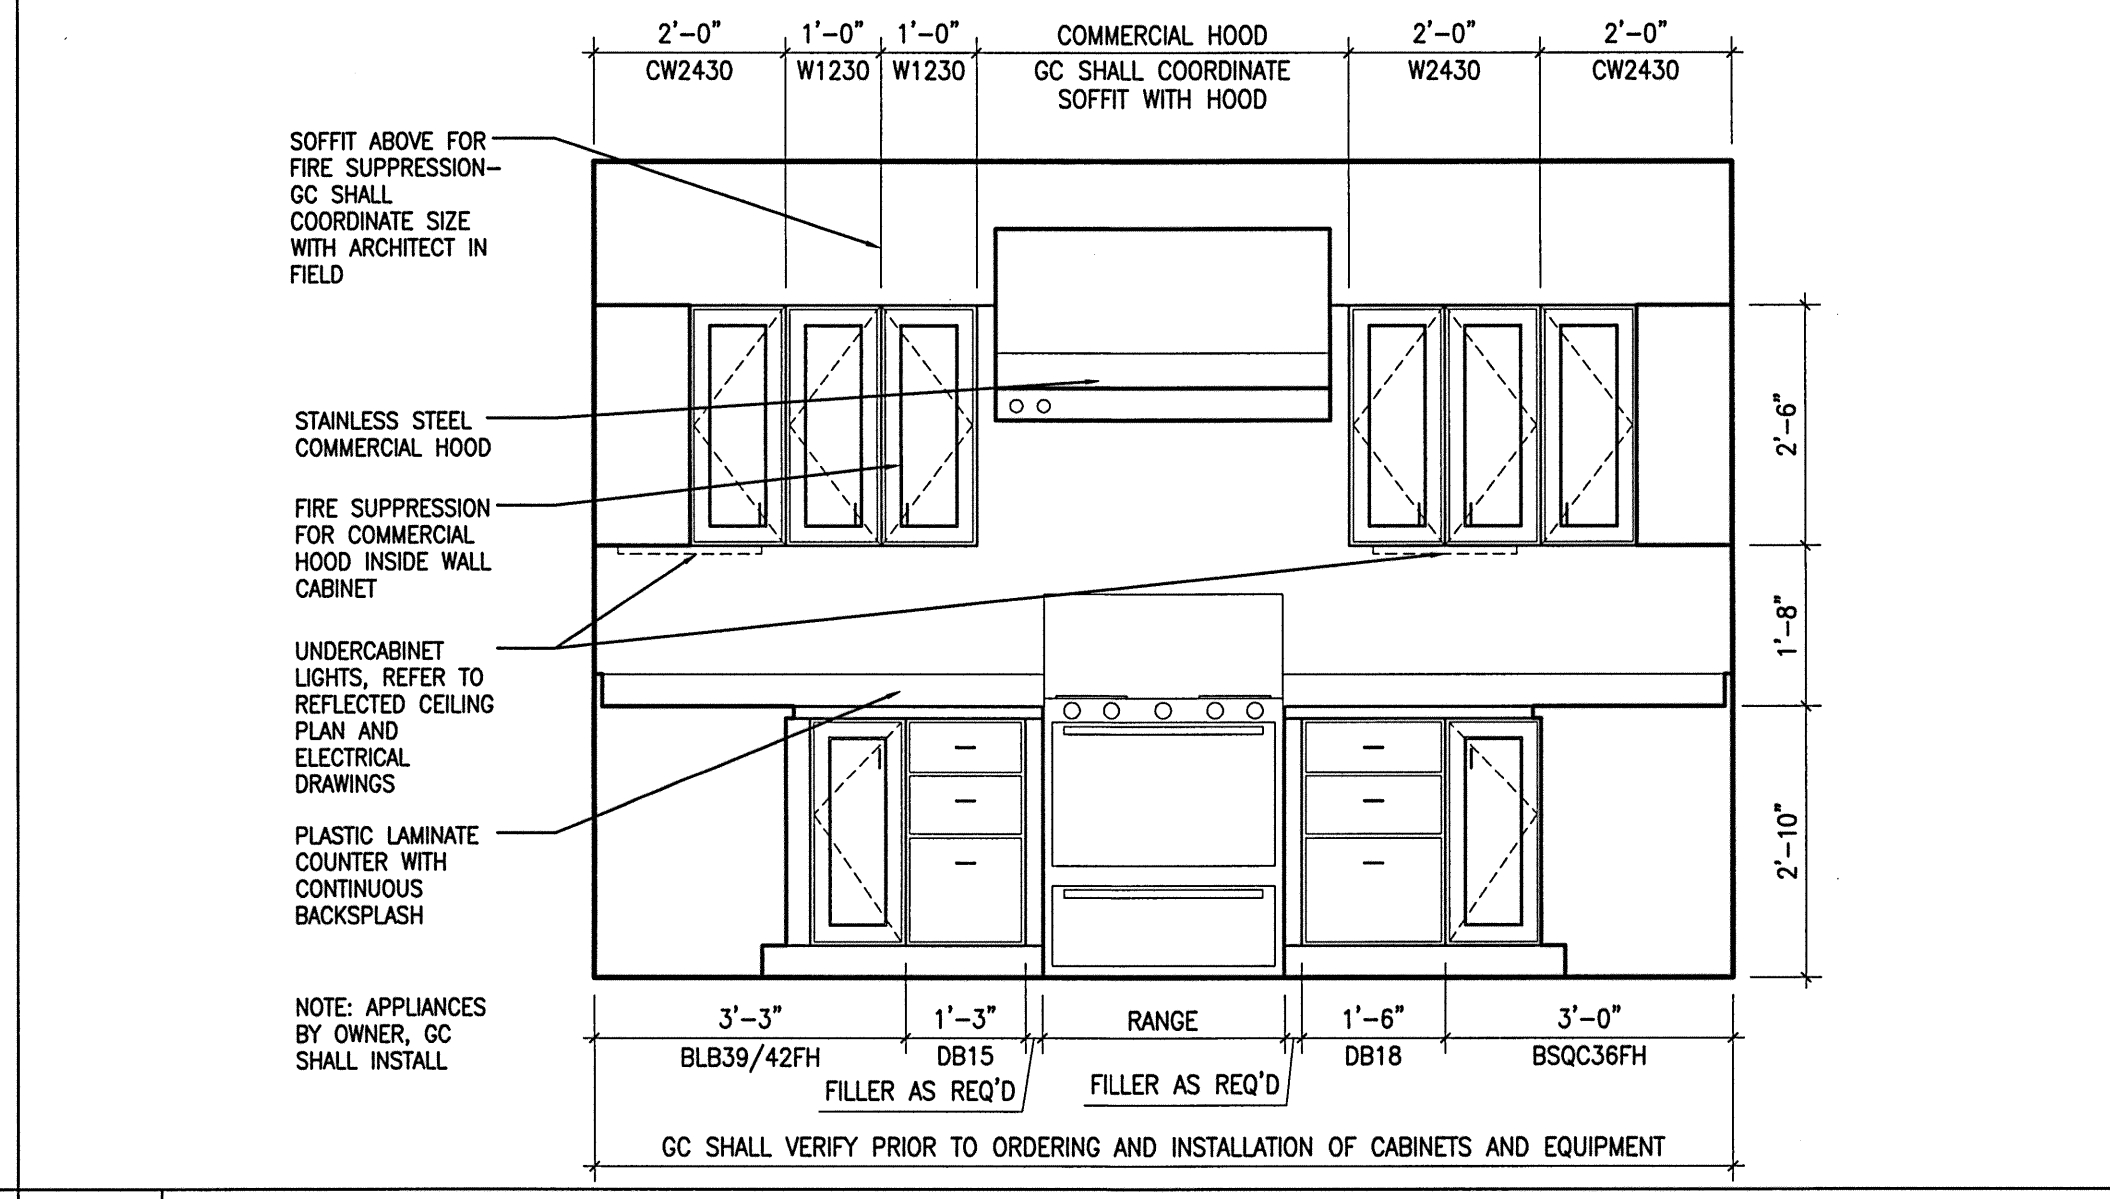 2'-0" 1'-0" 1'-0" COMMERCIAL HOOD 2'-0" 2'-0"
CW2430 W1230 W1230 GC SHALL COORDINATE W2430 CW2430
SOFFIT WITH HOOD
SOFFIT ABOVE FOR
FIRE SUPPRESSION-
GC SHALL
COORDINATE SIZE
WITH ARCHITECT IN
FIELD
STAINLESS STEEL
COMMERCIAL HOOD
FIRE SUPPRESSION
FOR COMMERCIAL
HOOD INSIDE WALL
CABINET
UNDERCABINET
LIGHTS, REFER TO
REFLECTED CEILING
PLAN AND
ELECTRICAL
DRAWINGS
PLASTIC LAMINATE
COUNTER WITH
CONTINUOUS
BACKSPLASH
NOTE: APPLIANCES
BY OWNER, GC
SHALL INSTALL
2'-6"
1'-8"
2'-10"
3'-3" 1'-3" RANGE 1'-6" 3'-0"
BLB39/42FH DB15 DB18 BSQC36FH
FILLER AS REQ'D FILLER AS REQ'D
GC SHALL VERIFY PRIOR TO ORDERING AND INSTALLATION OF CABINETS AND EQUIPMENT